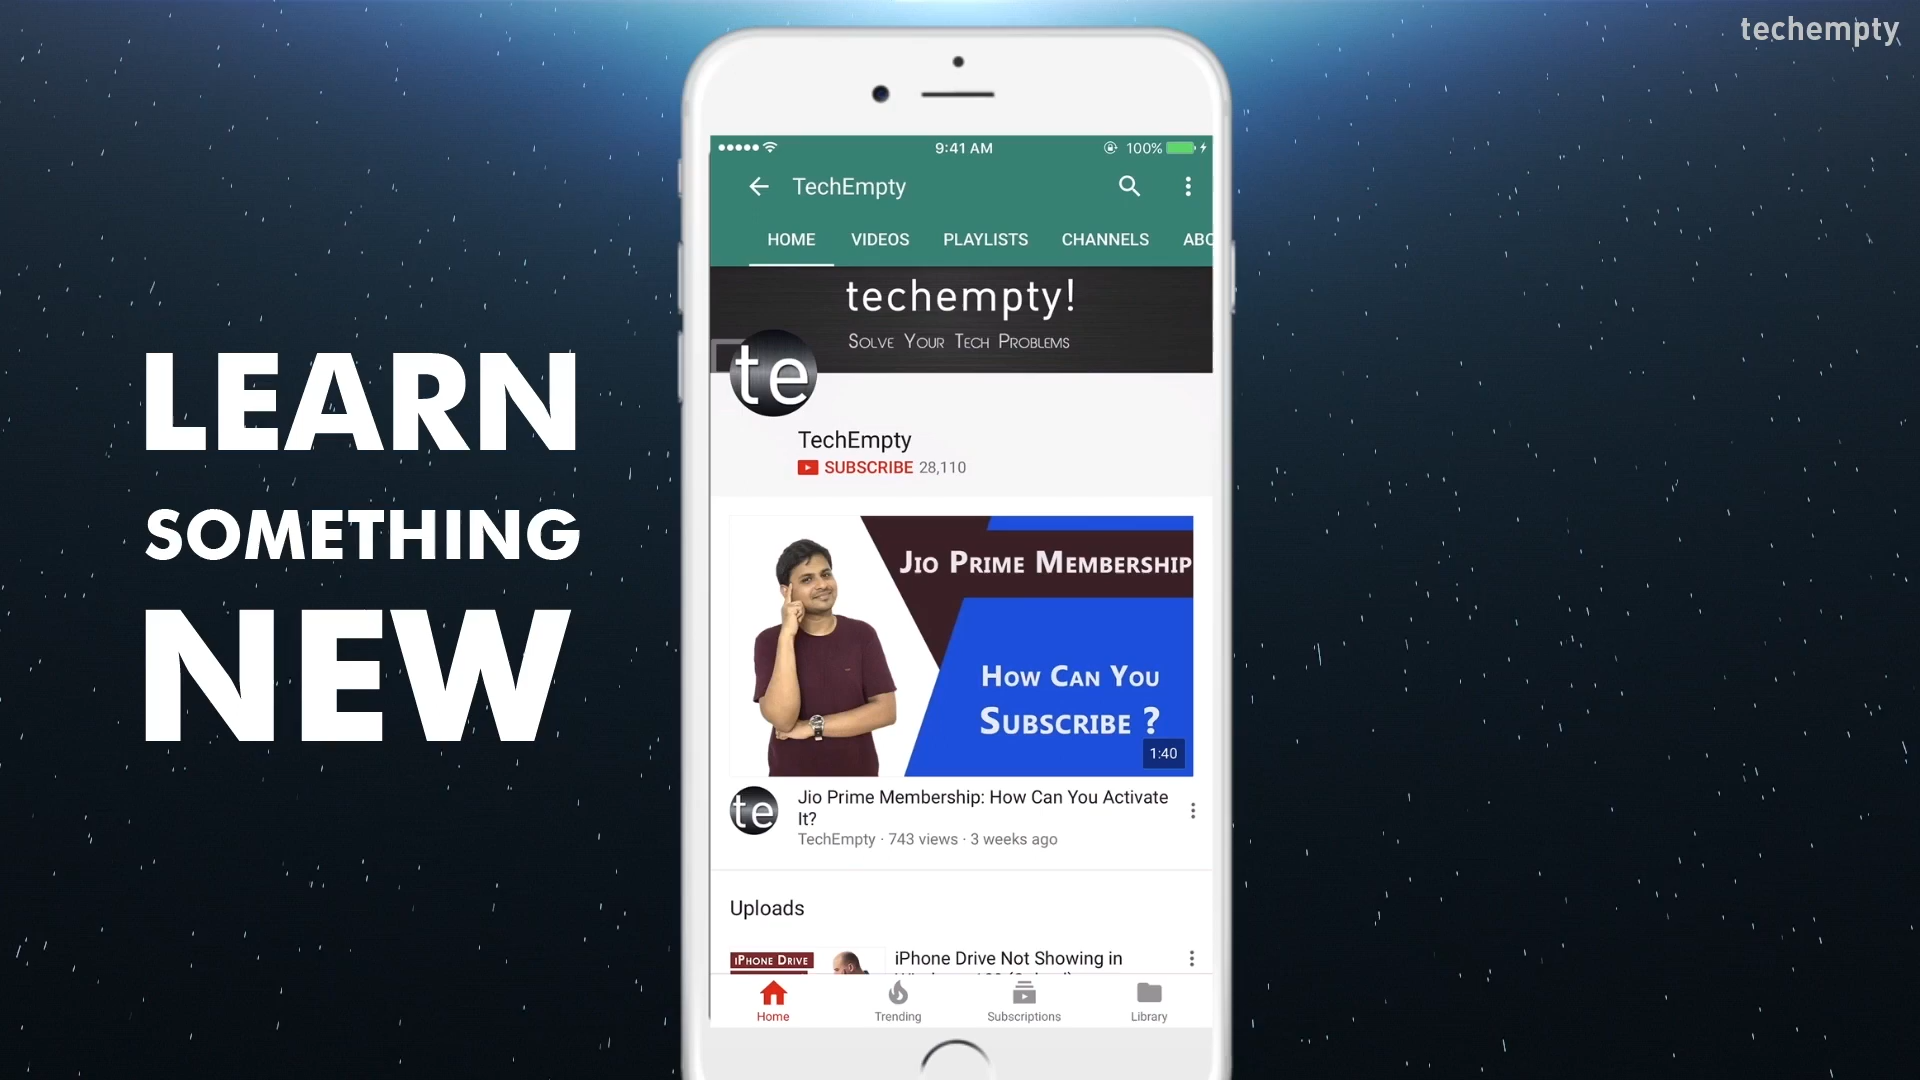 techempty
9:41 AM
100%
TechEmpty
HOME VIDEOS PLAYLISTS CHANNELS ABO
techempty!
Solve Your Tech Problems
te
TechEmpty
SUBSCRIBE 28,110
LEARN
SOMETHING
NEW
Jio Prime Membership
How Can You
Subscribe ?
1:40
te
Jio Prime Membership: How Can You Activate
It?
TechEmpty · 743 views · 3 weeks ago
Uploads
iPhone Drive
iPhone Drive Not Showing in
Home Trending Subscriptions Library